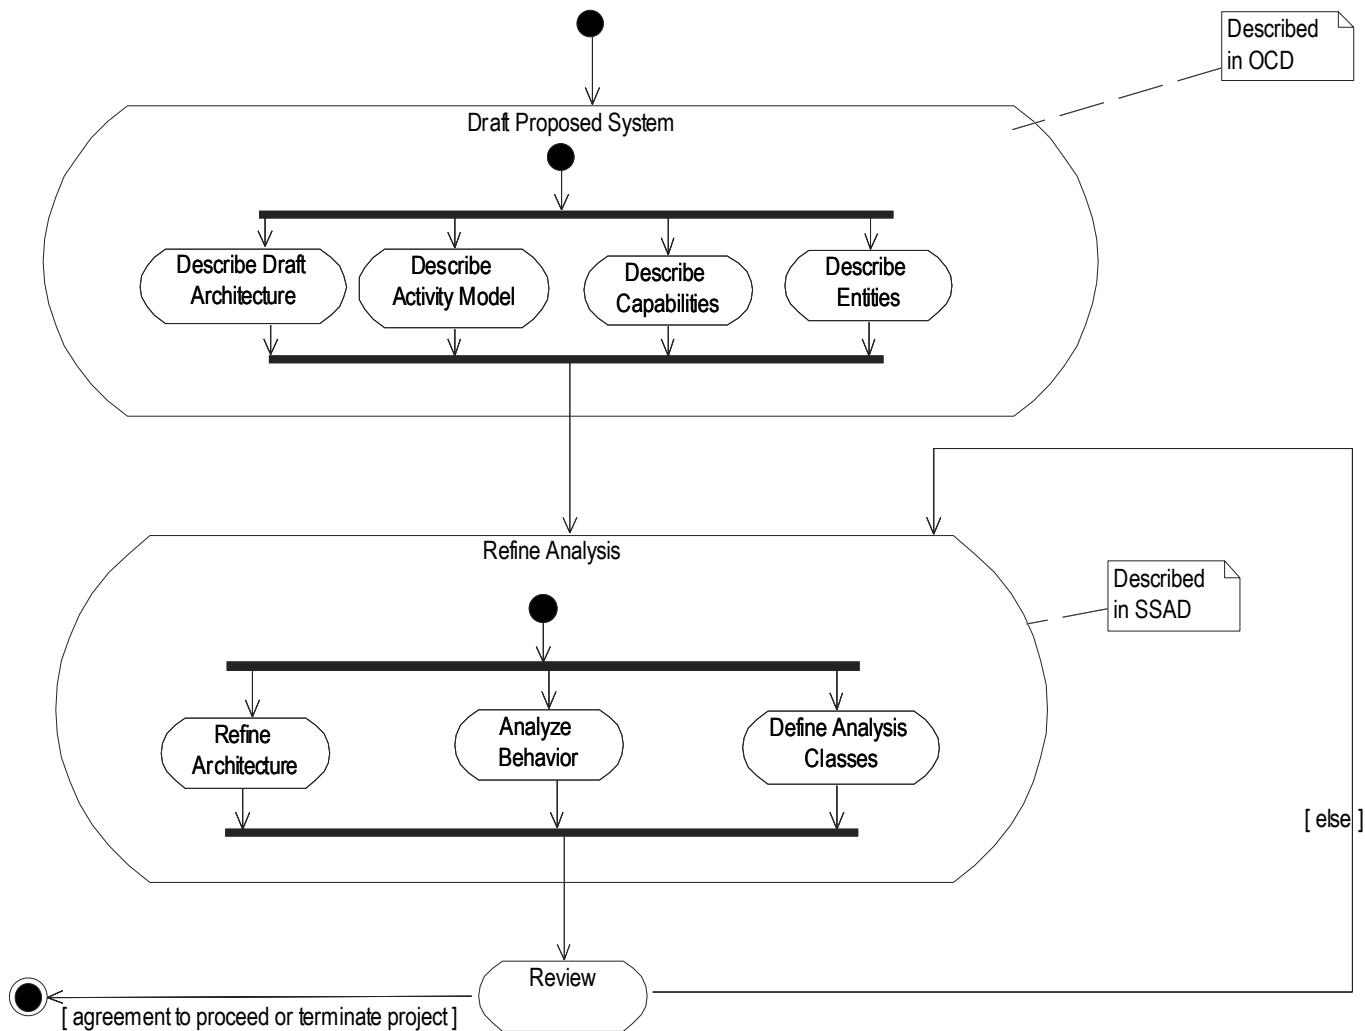 Described
in OCD
Draft Proposed System
Describe Draft
Architecture
Describe
Activity Model
Describe
Capabilities
Describe
Entities
Refine Analysis
Described
in SSAD
Refine
Architecture
Analyze
Behavior
Define Analysis
Classes
[ else ]
Review
[ agreement to proceed or terminate project ]